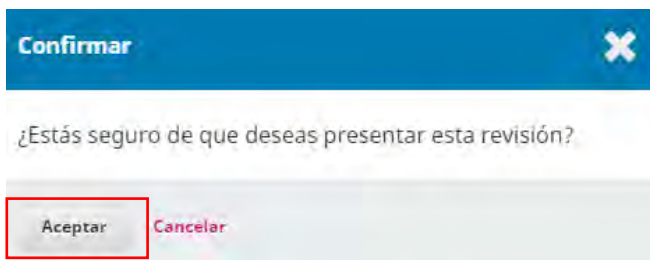 Confirmar
¿Estás seguro de que deseas presentar esta revisión?
Aceptar Cancelar